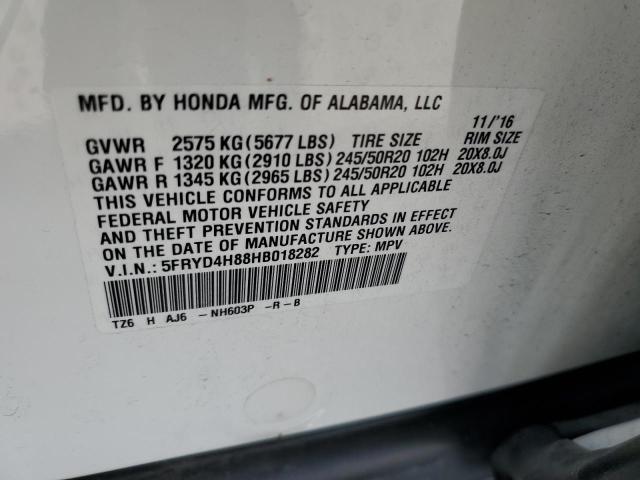 MFD. BY HONDA MFG. OF ALABAMA, LLC
11/'16
GVWR 2575 KG (5677 LBS) TIRE SIZE RIM SIZE
GAWR F 1320 KG (2910 LBS) 245/50R20 102H 20X8.0J
GAWR R 1345 KG (2965 LBS) 245/50R20 102H 20X8.0J
THIS VEHICLE CONFORMS TO ALL APPLICABLE
FEDERAL MOTOR VEHICLE SAFETY
AND THEFT PREVENTION STANDARDS IN EFFECT
ON THE DATE OF MANUFACTURE SHOWN ABOVE.
V.I.N.: 5FRYD4H88HB018282 TYPE: MPV
TZ6 H AJ6 - NH603P -R-B